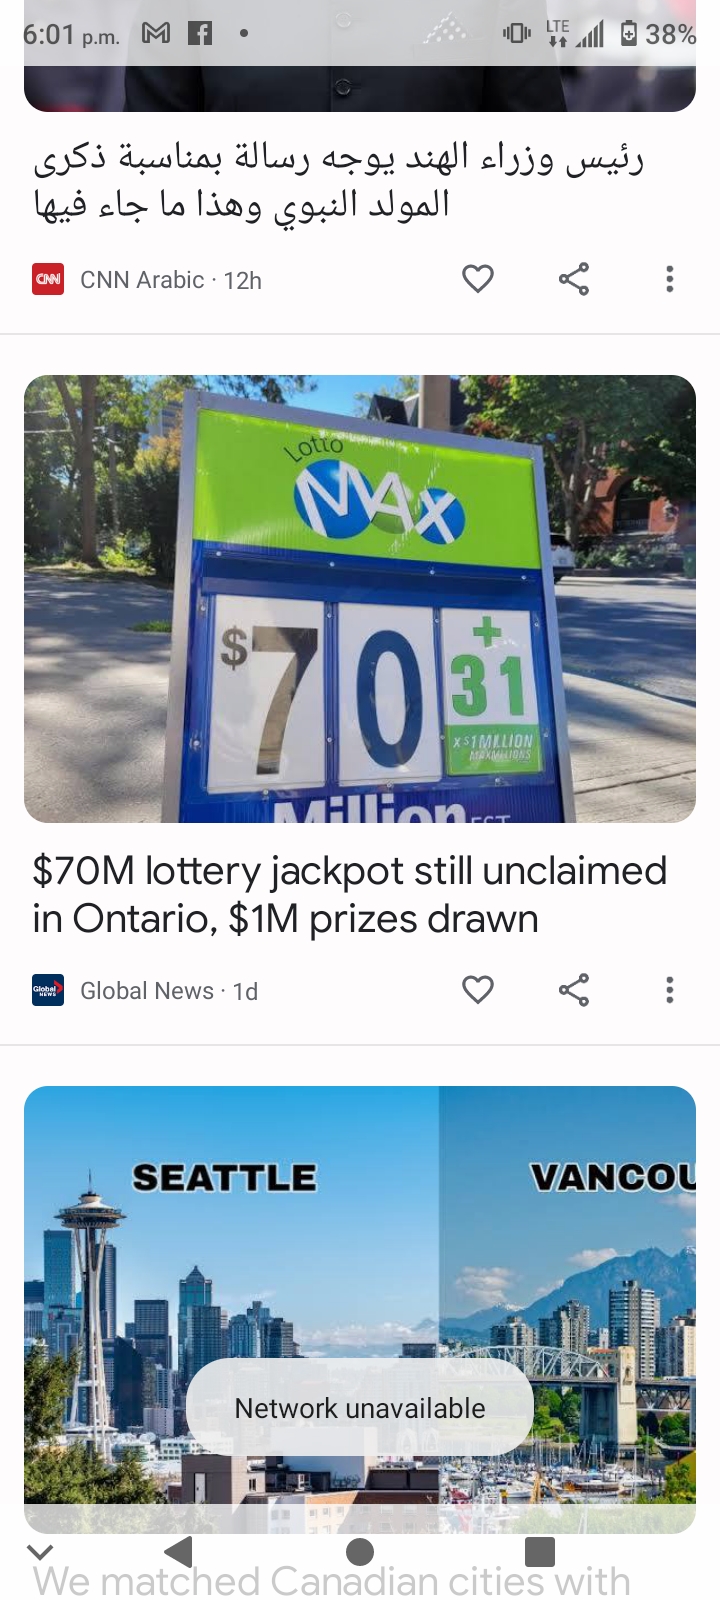 6:01 p.m. LTE 38%
رئيس وزراء الهند يوجه رسالة بمناسبة ذكرى
المولد النبوي وهذا ما جاء فيها
CNN CNN Arabic · 12h
Lotto
MAX
$70 + 31
x $1 MILLION
MAXMILLIONS
Million EST
$70M lottery jackpot still unclaimed
in Ontario, $1M prizes drawn
Global NEWS Global News · 1d
SEATTLE VANCOU
Network unavailable
We matched Canadian cities with